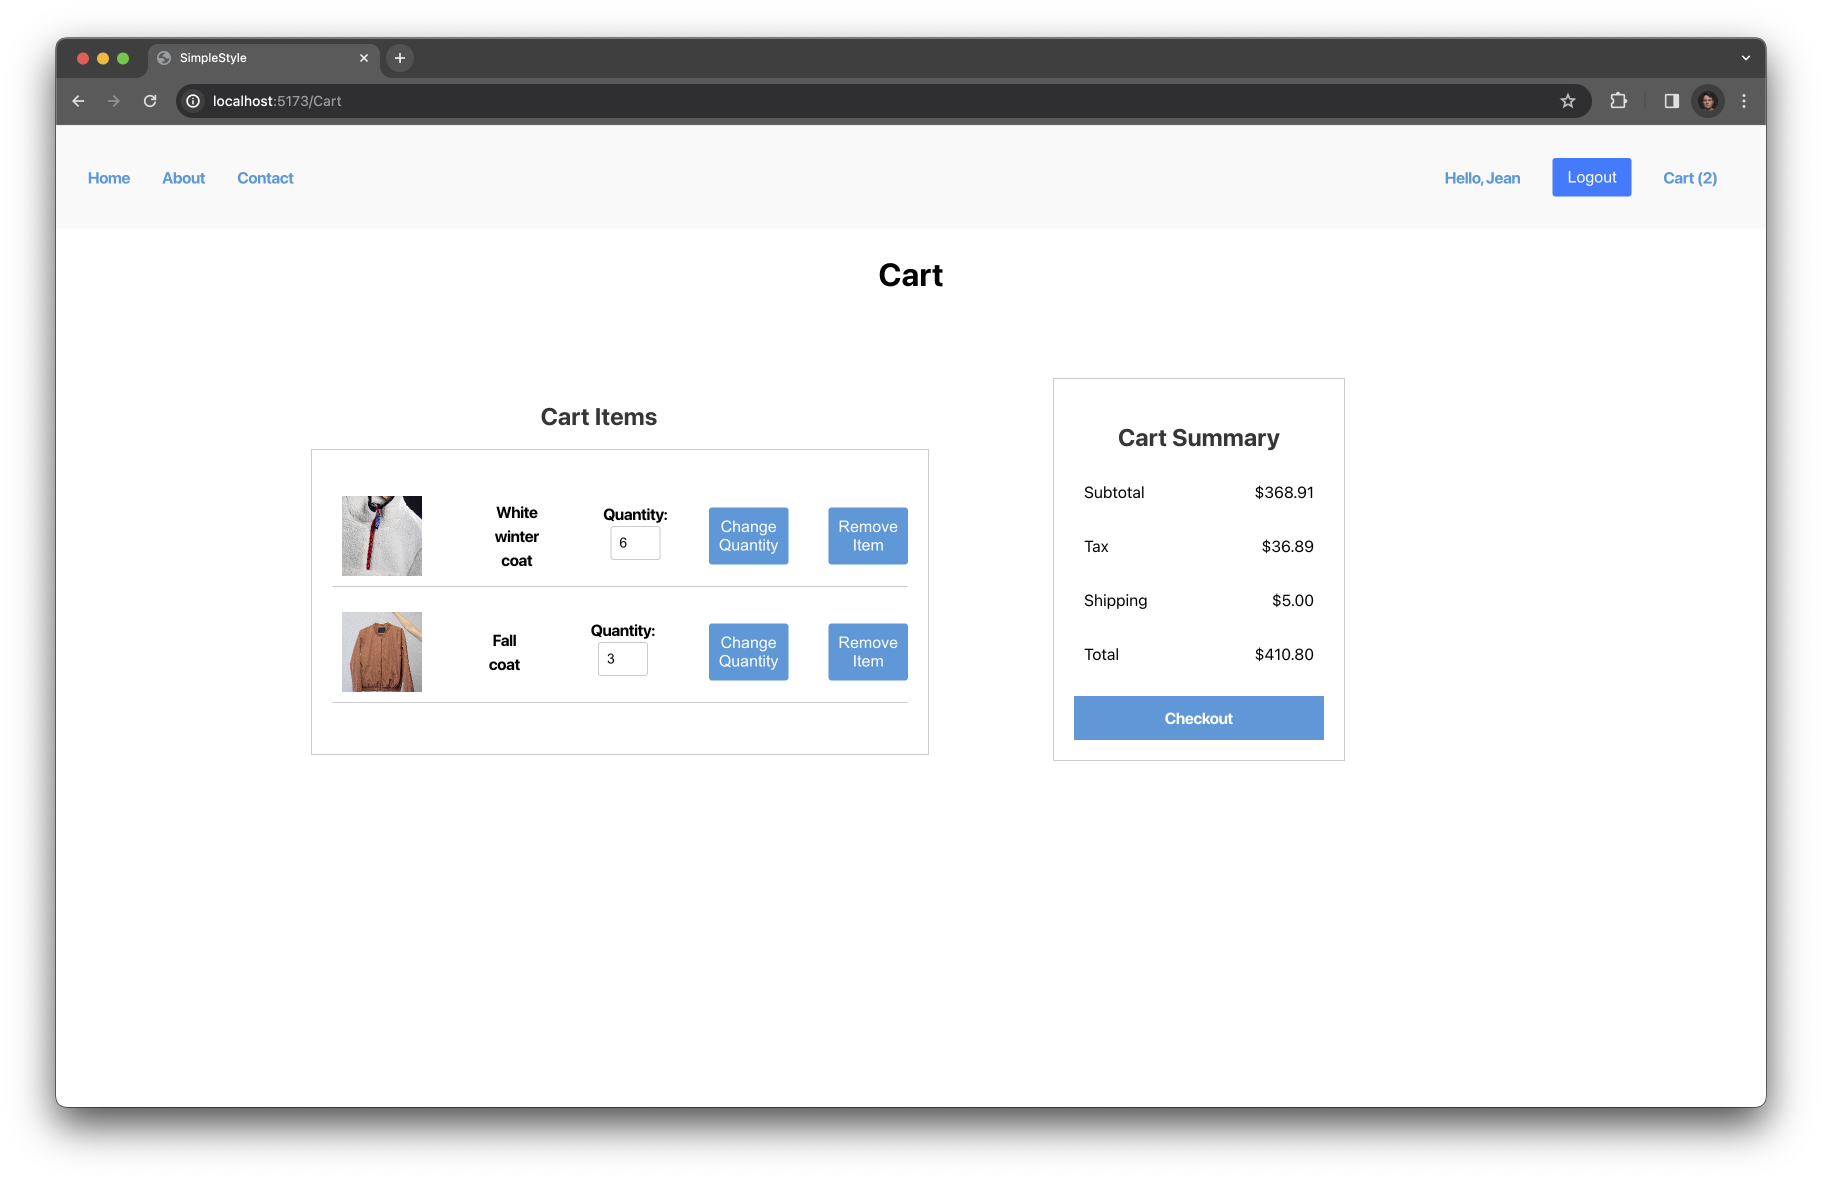 SimpleStyle
localhost:5173/Cart
Home About Contact Hello, Jean Logout Cart (2)
Cart
Cart Items
White
winter
coat
Quantity:
6
Change
Quantity
Remove
Item
Fall
coat
Quantity:
3
Change
Quantity
Remove
Item
Cart Summary
Subtotal $368.91
Tax $36.89
Shipping $5.00
Total $410.80
Checkout